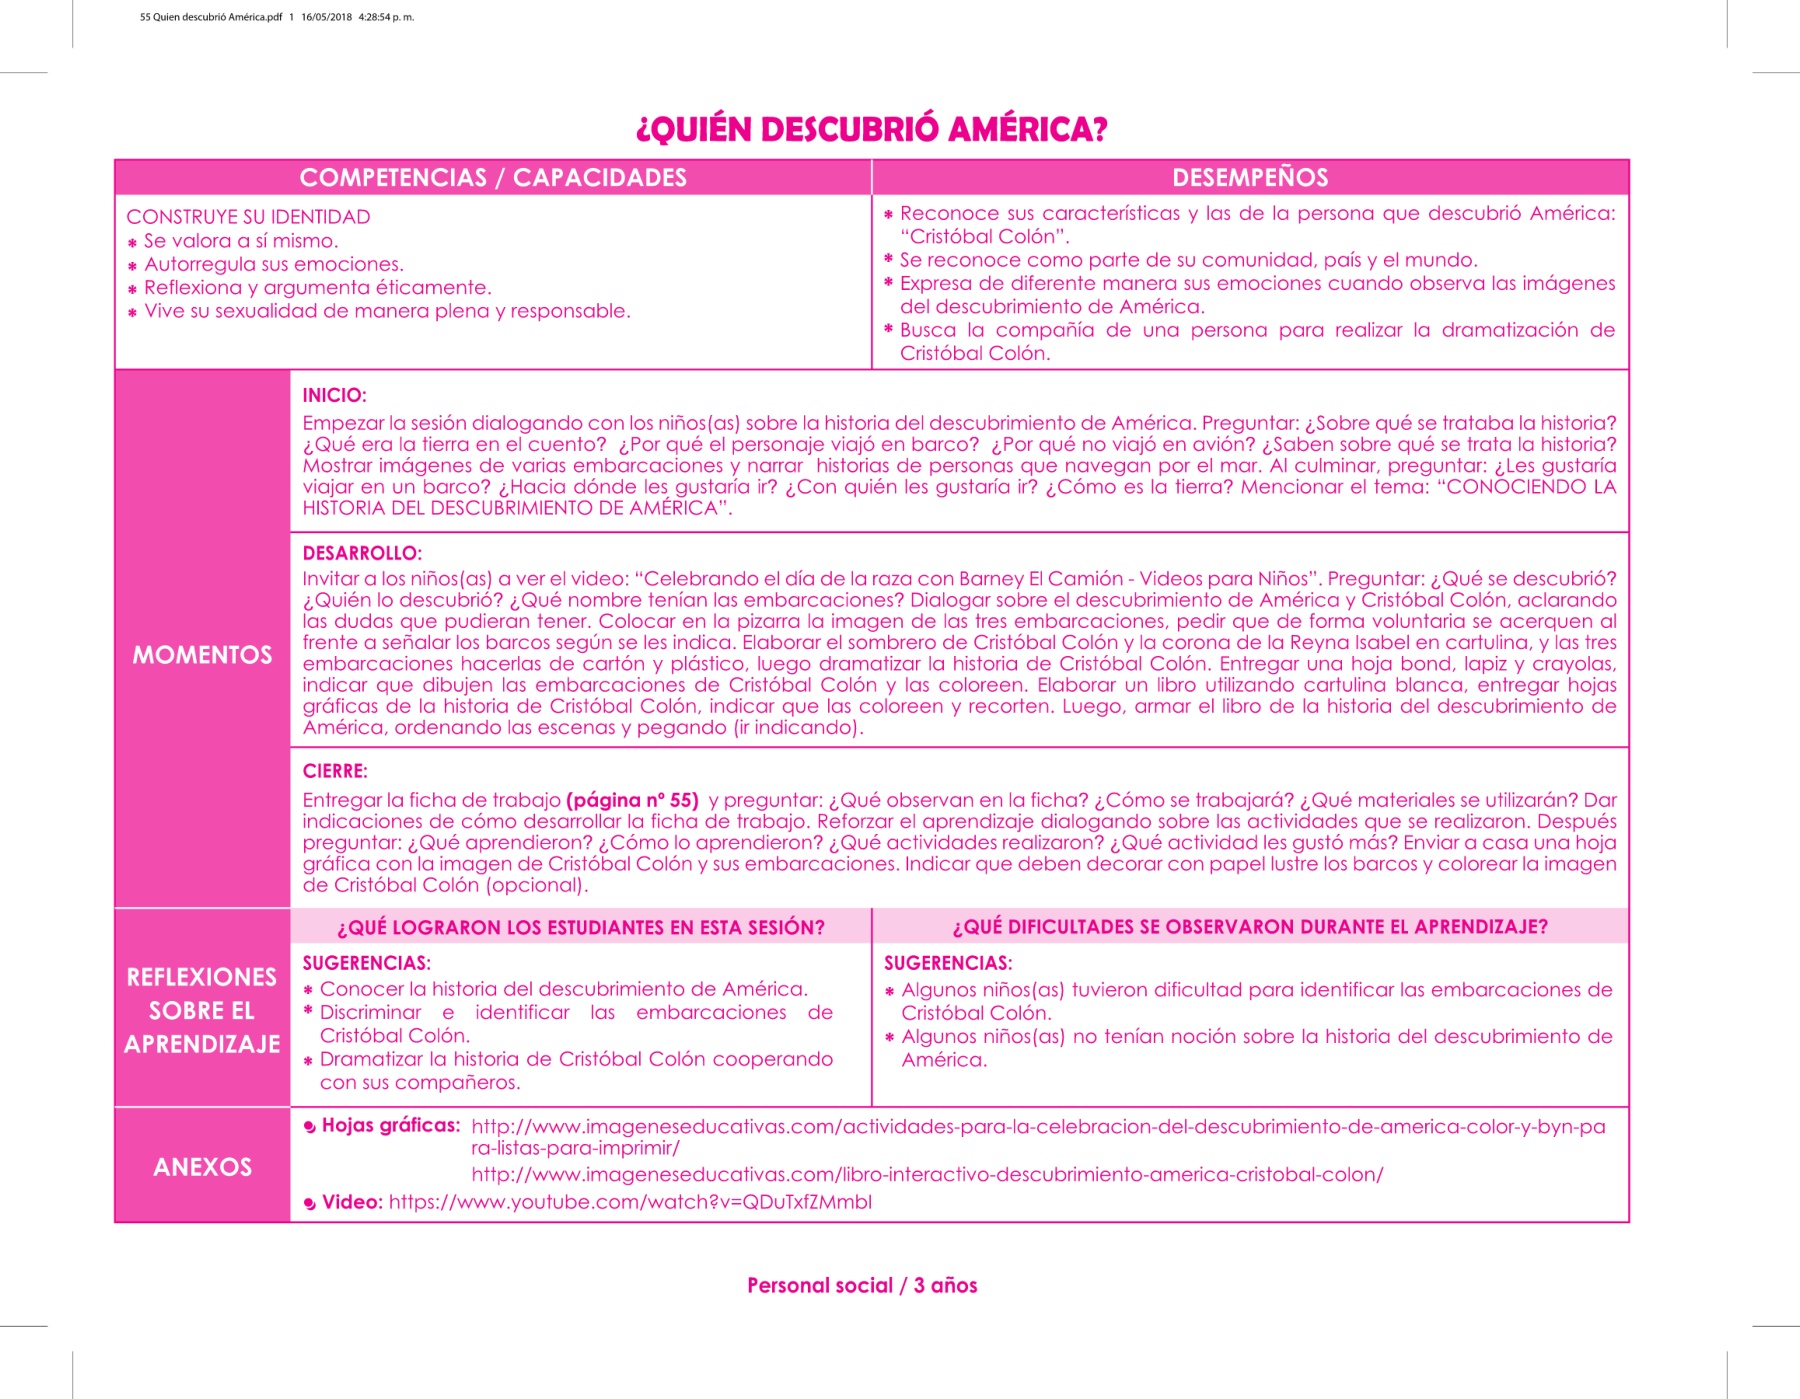 55 Quien descubrió América.pdf 1 16/05/2018 4:28:54 p. m.
¿QUIÉN DESCUBRIÓ AMÉRICA?
COMPETENCIAS / CAPACIDADES
DESEMPEÑOS
CONSTRUYE SU IDENTIDAD
* Se valora a sí mismo.
* Autorregula sus emociones.
* Reflexiona y argumenta éticamente.
* Vive su sexualidad de manera plena y responsable.
* Reconoce sus características y las de la persona que descubrió América:
“Cristóbal Colón”.
* Se reconoce como parte de su comunidad, país y el mundo.
* Expresa de diferente manera sus emociones cuando observa las imágenes
del descubrimiento de América.
* Busca la compañía de una persona para realizar la dramatización de
Cristóbal Colón.
MOMENTOS
INICIO:
Empezar la sesión dialogando con los niños(as) sobre la historia del descubrimiento de América. Preguntar: ¿Sobre qué se trataba la historia?
¿Qué era la tierra en el cuento? ¿Por qué el personaje viajó en barco? ¿Por qué no viajó en avión? ¿Saben sobre qué se trata la historia?
Mostrar imágenes de varias embarcaciones y narrar historias de personas que navegan por el mar. Al culminar, preguntar: ¿Les gustaría
viajar en un barco? ¿Hacia dónde les gustaría ir? ¿Con quién les gustaría ir? ¿Cómo es la tierra? Mencionar el tema: “CONOCIENDO LA
HISTORIA DEL DESCUBRIMIENTO DE AMÉRICA”.
DESARROLLO:
Invitar a los niños(as) a ver el video: “Celebrando el día de la raza con Barney El Camión - Videos para Niños”. Preguntar: ¿Qué se descubrió?
¿Quién lo descubrió? ¿Qué nombre tenían las embarcaciones? Dialogar sobre el descubrimiento de América y Cristóbal Colón, aclarando
las dudas que pudieran tener. Colocar en la pizarra la imagen de las tres embarcaciones, pedir que de forma voluntaria se acerquen al
frente a señalar los barcos según se les indica. Elaborar el sombrero de Cristóbal Colón y la corona de la Reyna Isabel en cartulina, y las tres
embarcaciones hacerlas de cartón y plástico, luego dramatizar la historia de Cristóbal Colón. Entregar una hoja bond, lapiz y crayolas,
indicar que dibujen las embarcaciones de Cristóbal Colón y las coloreen. Elaborar un libro utilizando cartulina blanca, entregar hojas
gráficas de la historia de Cristóbal Colón, indicar que las coloreen y recorten. Luego, armar el libro de la historia del descubrimiento de
América, ordenando las escenas y pegando (ir indicando).
CIERRE:
Entregar la ficha de trabajo (página nº 55) y preguntar: ¿Qué observan en la ficha? ¿Cómo se trabajará? ¿Qué materiales se utilizarán? Dar
indicaciones de cómo desarrollar la ficha de trabajo. Reforzar el aprendizaje dialogando sobre las actividades que se realizaron. Después
preguntar: ¿Qué aprendieron? ¿Cómo lo aprendieron? ¿Qué actividades realizaron? ¿Qué actividad les gustó más? Enviar a casa una hoja
gráfica con la imagen de Cristóbal Colón y sus embarcaciones. Indicar que deben decorar con papel lustre los barcos y colorear la imagen
de Cristóbal Colón (opcional).
REFLEXIONES
SOBRE EL
APRENDIZAJE
¿QUÉ LOGRARON LOS ESTUDIANTES EN ESTA SESIÓN?
SUGERENCIAS:
* Conocer la historia del descubrimiento de América.
* Discriminar e identificar las embarcaciones de
Cristóbal Colón.
* Dramatizar la historia de Cristóbal Colón cooperando
con sus compañeros.
¿QUÉ DIFICULTADES SE OBSERVARON DURANTE EL APRENDIZAJE?
SUGERENCIAS:
* Algunos niños(as) tuvieron dificultad para identificar las embarcaciones de
Cristóbal Colón.
* Algunos niños(as) no tenían noción sobre la historia del descubrimiento de
América.
ANEXOS
Hojas gráficas: http://www.imageneseducativas.com/actividades-para-la-celebracion-del-descubrimiento-de-america-color-y-byn-pa
ra-listas-para-imprimir/
http://www.imageneseducativas.com/libro-interactivo-descubrimiento-america-cristobal-colon/
Video: https://www.youtube.com/watch?v=QDuTxfZMmbI
Personal social / 3 años